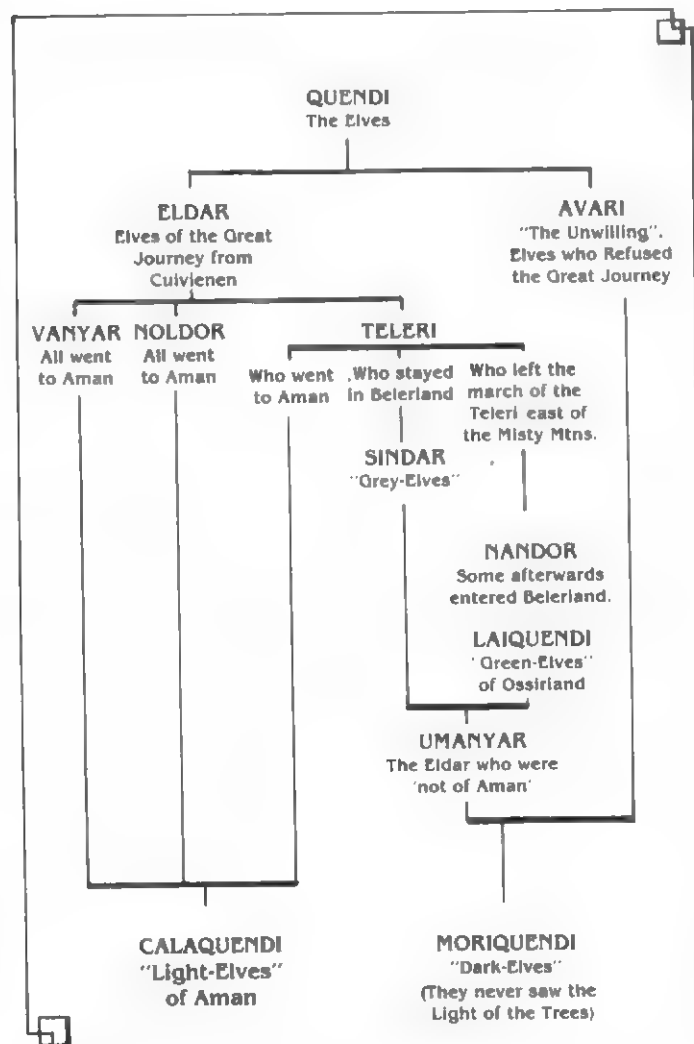 QUENDI
The Elves
ELDAR
Elves of the Great
Journey from
Cuivienen
AVARI
"The Unwilling".
Elves who Refused
the Great Journey
VANYAR
All went
to Aman
NOLDOR
All went
to Aman
TELERI
Who went
to Aman
Who stayed
in Belerland
Who left the
march of the
Teleri east of
the Misty Mtns.
SINDAR
"Grey-Elves"
NANDOR
Some afterwards
entered Belerland.
LAIQUENDI
'Green-Elves"
of Ossirland
UMANYAR
The Eldar who were
'not of Aman'
CALAQUENDI
"Light-Elves"
of Aman
MORIQUENDI
"Dark-Elves"
(They never saw the
Light of the Trees)